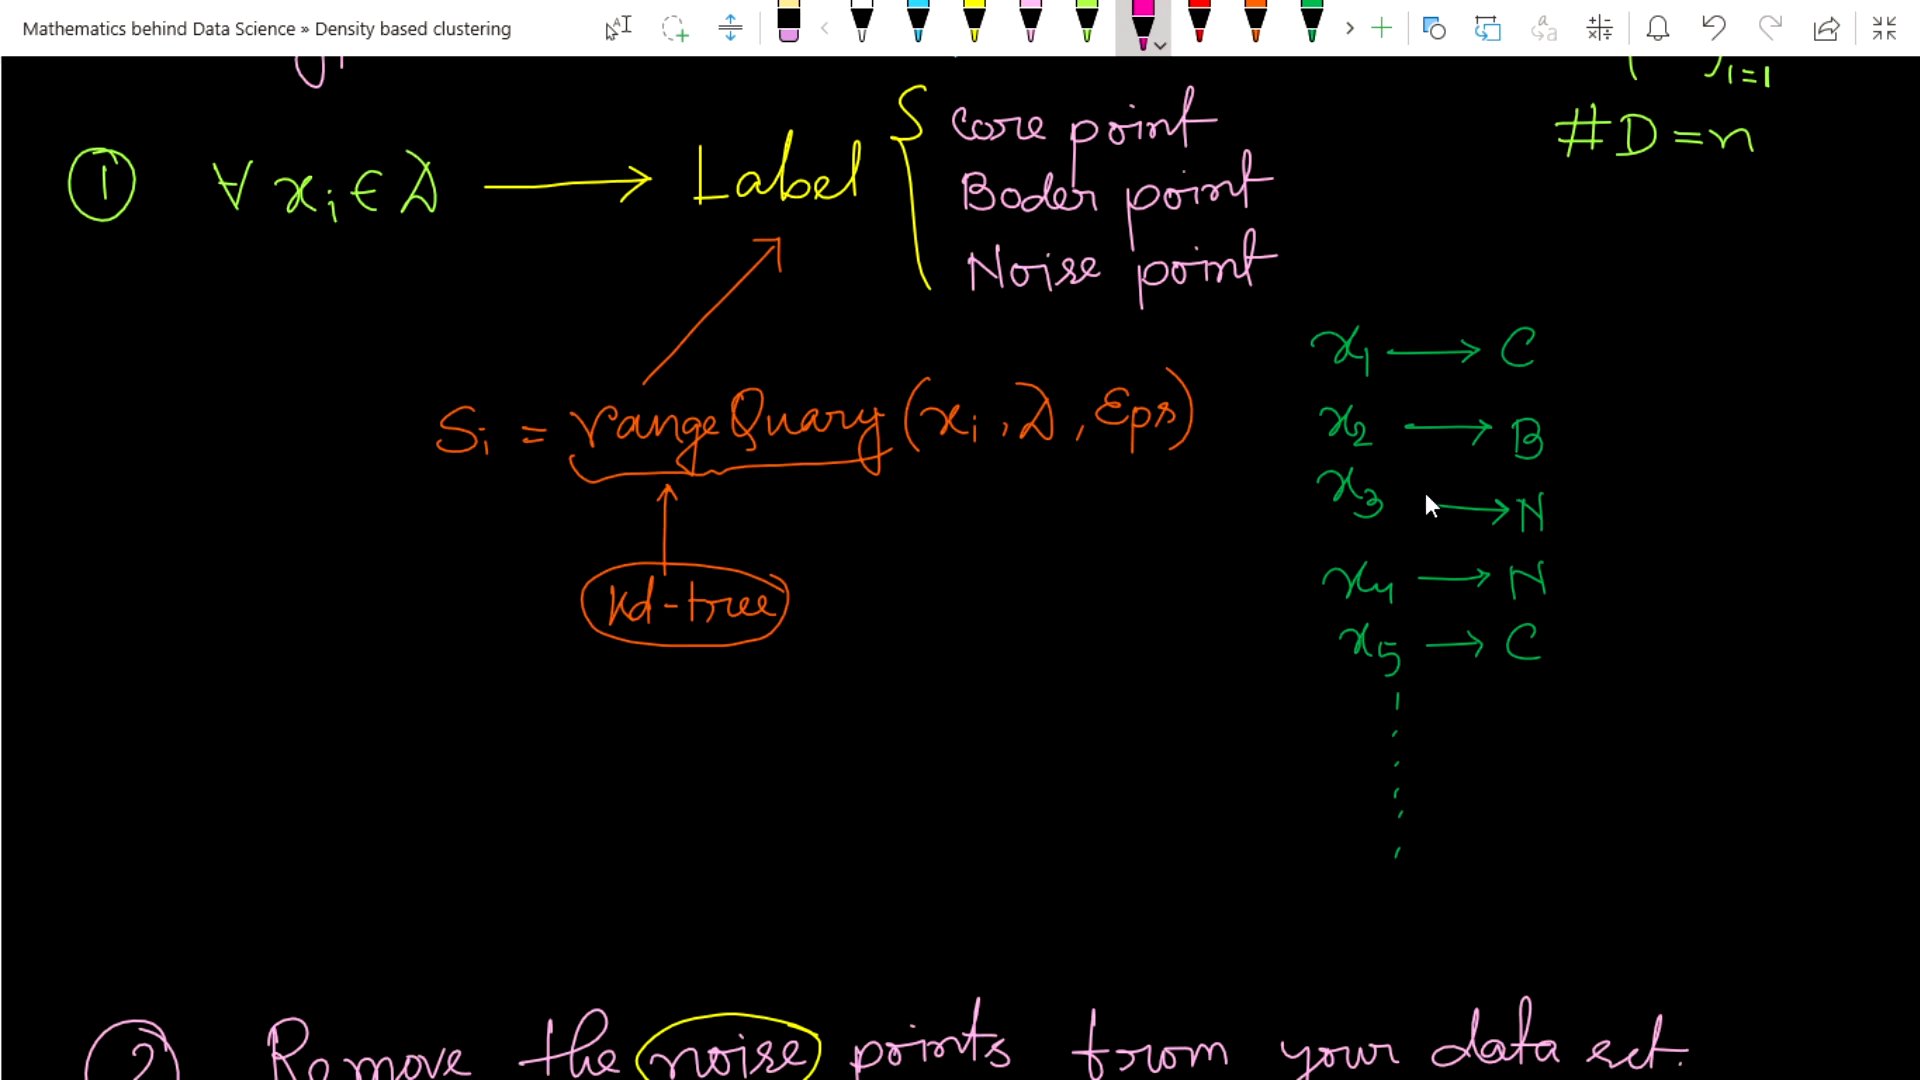 Mathematics behind Data Science » Density based clustering
i=1
#D = n
① ∀ xᵢ ∈ D → Label { Core point
Boder point
Noise point
Sᵢ = rangeQuary(xᵢ, D, Eps)
kd-tree
x₁ → C
x₂ → B
x₃ → N
x₄ → N
x₅ → C
② Remove the noise points from your data set.